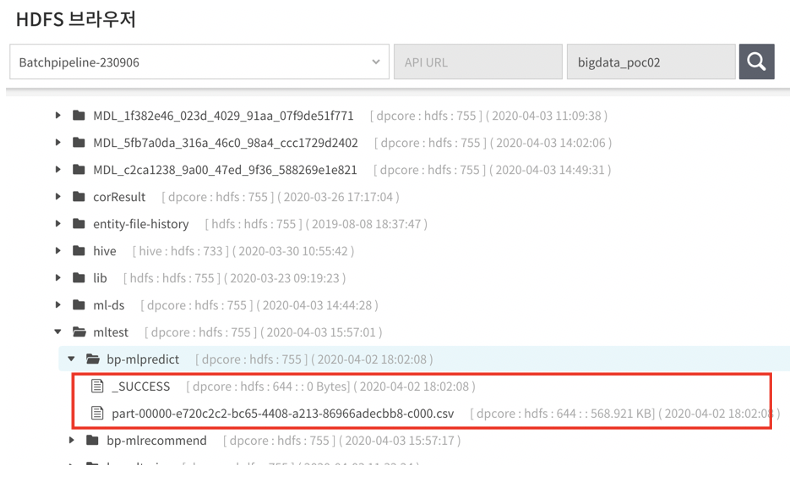 HDFS 브라우저
Batchpipeline-230906 API URL bigdata_poc02
MDL_1f382e46_023d_4029_91aa_07f9de51f771 [ dpcore : hdfs : 755 ] ( 2020-04-03 11:09:38 )
MDL_5fb7a0da_316a_46c0_98a4_ccc1729d2402 [ dpcore : hdfs : 755 ] ( 2020-04-03 14:02:06 )
MDL_c2ca1238_9a00_47ed_9f36_588269e1e821 [ dpcore : hdfs : 755 ] ( 2020-04-03 14:49:31 )
corResult [ dpcore : hdfs : 755 ] ( 2020-03-26 17:17:04 )
entity-file-history [ hdfs : hdfs : 755 ] ( 2019-08-08 18:37:47 )
hive [ hive : hdfs : 733 ] ( 2020-03-30 10:55:42 )
lib [ hdfs : hdfs : 755 ] ( 2020-03-23 09:19:23 )
ml-ds [ dpcore : hdfs : 755 ] ( 2020-04-03 14:44:28 )
mltest [ dpcore : hdfs : 755 ] ( 2020-04-03 15:57:01 )
bp-mlpredict [ dpcore : hdfs : 755 ] ( 2020-04-02 18:02:08 )
_SUCCESS [ dpcore : hdfs : 644 : : 0 Bytes] ( 2020-04-02 18:02:08 )
part-00000-e720c2c2-bc65-4408-a213-86966adecbb8-c000.csv [ dpcore : hdfs : 644 : : 568.921 KB] ( 2020-04-02 18:02:08 )
bp-mlrecommend [ dpcore : hdfs : 755 ] ( 2020-04-03 15:57:17 )